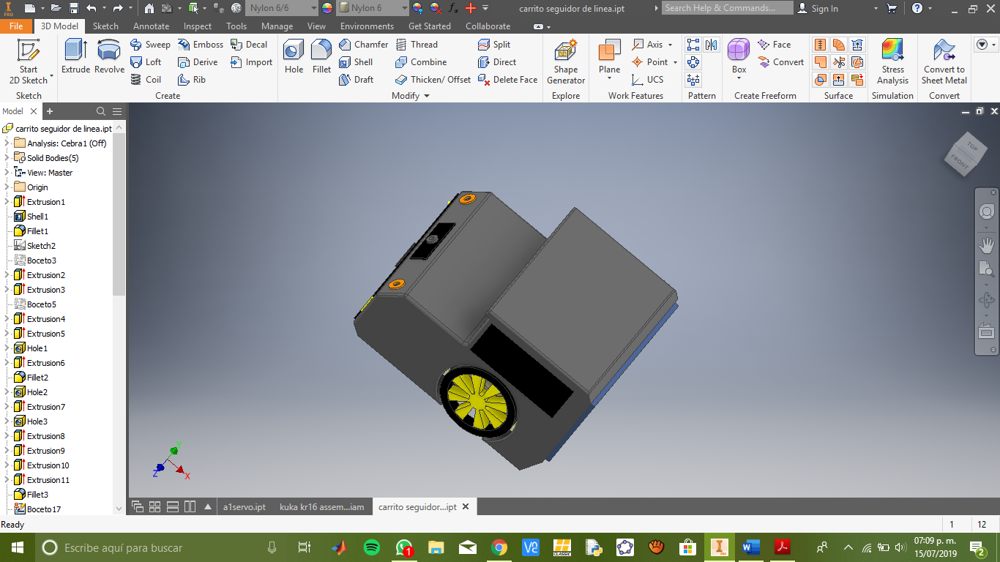 PRO
Nylon 6/6
Nylon 6
carrito seguidor de linea.ipt
Search Help & Commands...
Sign In
File
3D Model
Sketch
Annotate
Inspect
Tools
Manage
View
Environments
Get Started
Collaborate
Start
2D Sketch
Extrude
Revolve
Sweep
Emboss
Decal
Loft
Derive
Import
Coil
Rib
Hole
Fillet
Chamfer
Thread
Split
Shell
Combine
Direct
Draft
Thicken/ Offset
Delete Face
Shape
Generator
Plane
Axis
Point
UCS
Box
Face
Convert
Stress
Analysis
Convert to
Sheet Metal
Sketch
Create
Modify
Explore
Work Features
Pattern
Create Freeform
Surface
Simulation
Convert
Model
carrito seguidor de linea.ipt
Analysis: Cebra1 (Off)
Solid Bodies(5)
View: Master
Origin
Extrusion1
Shell1
Fillet1
Sketch2
Boceto3
Extrusion2
Extrusion3
Boceto5
Extrusion4
Extrusion5
Hole1
Extrusion6
Fillet2
Hole2
Extrusion7
Hole3
Extrusion8
Extrusion9
Extrusion10
Extrusion11
Fillet3
Boceto17
TOP
FRONT
Y
Z
X
a1servo.ipt
kuka kr16 assem...iam
carrito seguidor...ipt
Ready
1
12
Escribe aquí para buscar
1
CLASSIC
PRO
07:09 p. m.
15/07/2019
2